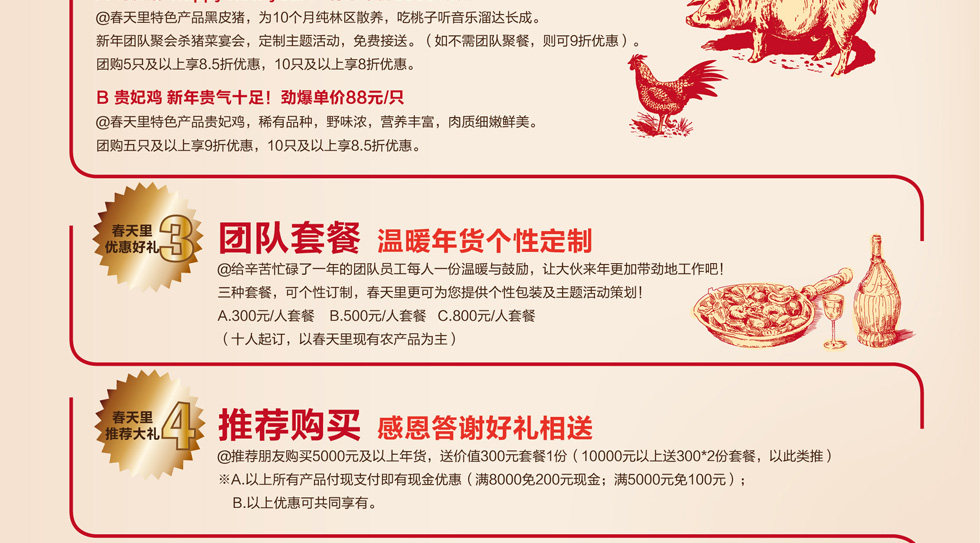 @春天里特色产品黑皮猪，为10个月纯林区散养，吃桃子听音乐溜达长成。
新年团队聚会杀猪菜宴会，定制主题活动，免费接送。（如不需团队聚餐，则可9折优惠）。
团购5只及以上享8.5折优惠，10只及以上享8折优惠。
B 贵妃鸡 新年贵气十足！劲爆单价88元/只
@春天里特色产品贵妃鸡，稀有品种，野味浓，营养丰富，肉质细嫩鲜美。
团购五只及以上享9折优惠，10只及以上享8.5折优惠。
春天里
优惠好礼3
团队套餐 温暖年货个性定制
@给辛苦忙碌了一年的团队员工每人一份温暖与鼓励，让大伙来年更加带劲地工作吧！
三种套餐，可个性订制，春天里更可为您提供个性包装及主题活动策划！
A.300元/人套餐 B.500元/人套餐 C.800元/人套餐
（十人起订，以春天里现有农产品为主）
春天里
推荐大礼4
推荐购买 感恩答谢好礼相送
@推荐朋友购买5000元及以上年货，送价值300元套餐1份（10000元以上送300*2份套餐，以此类推）
※A.以上所有产品付现支付即有现金优惠（满8000免200元现金；满5000元免100元）；
B.以上优惠可共同享有。